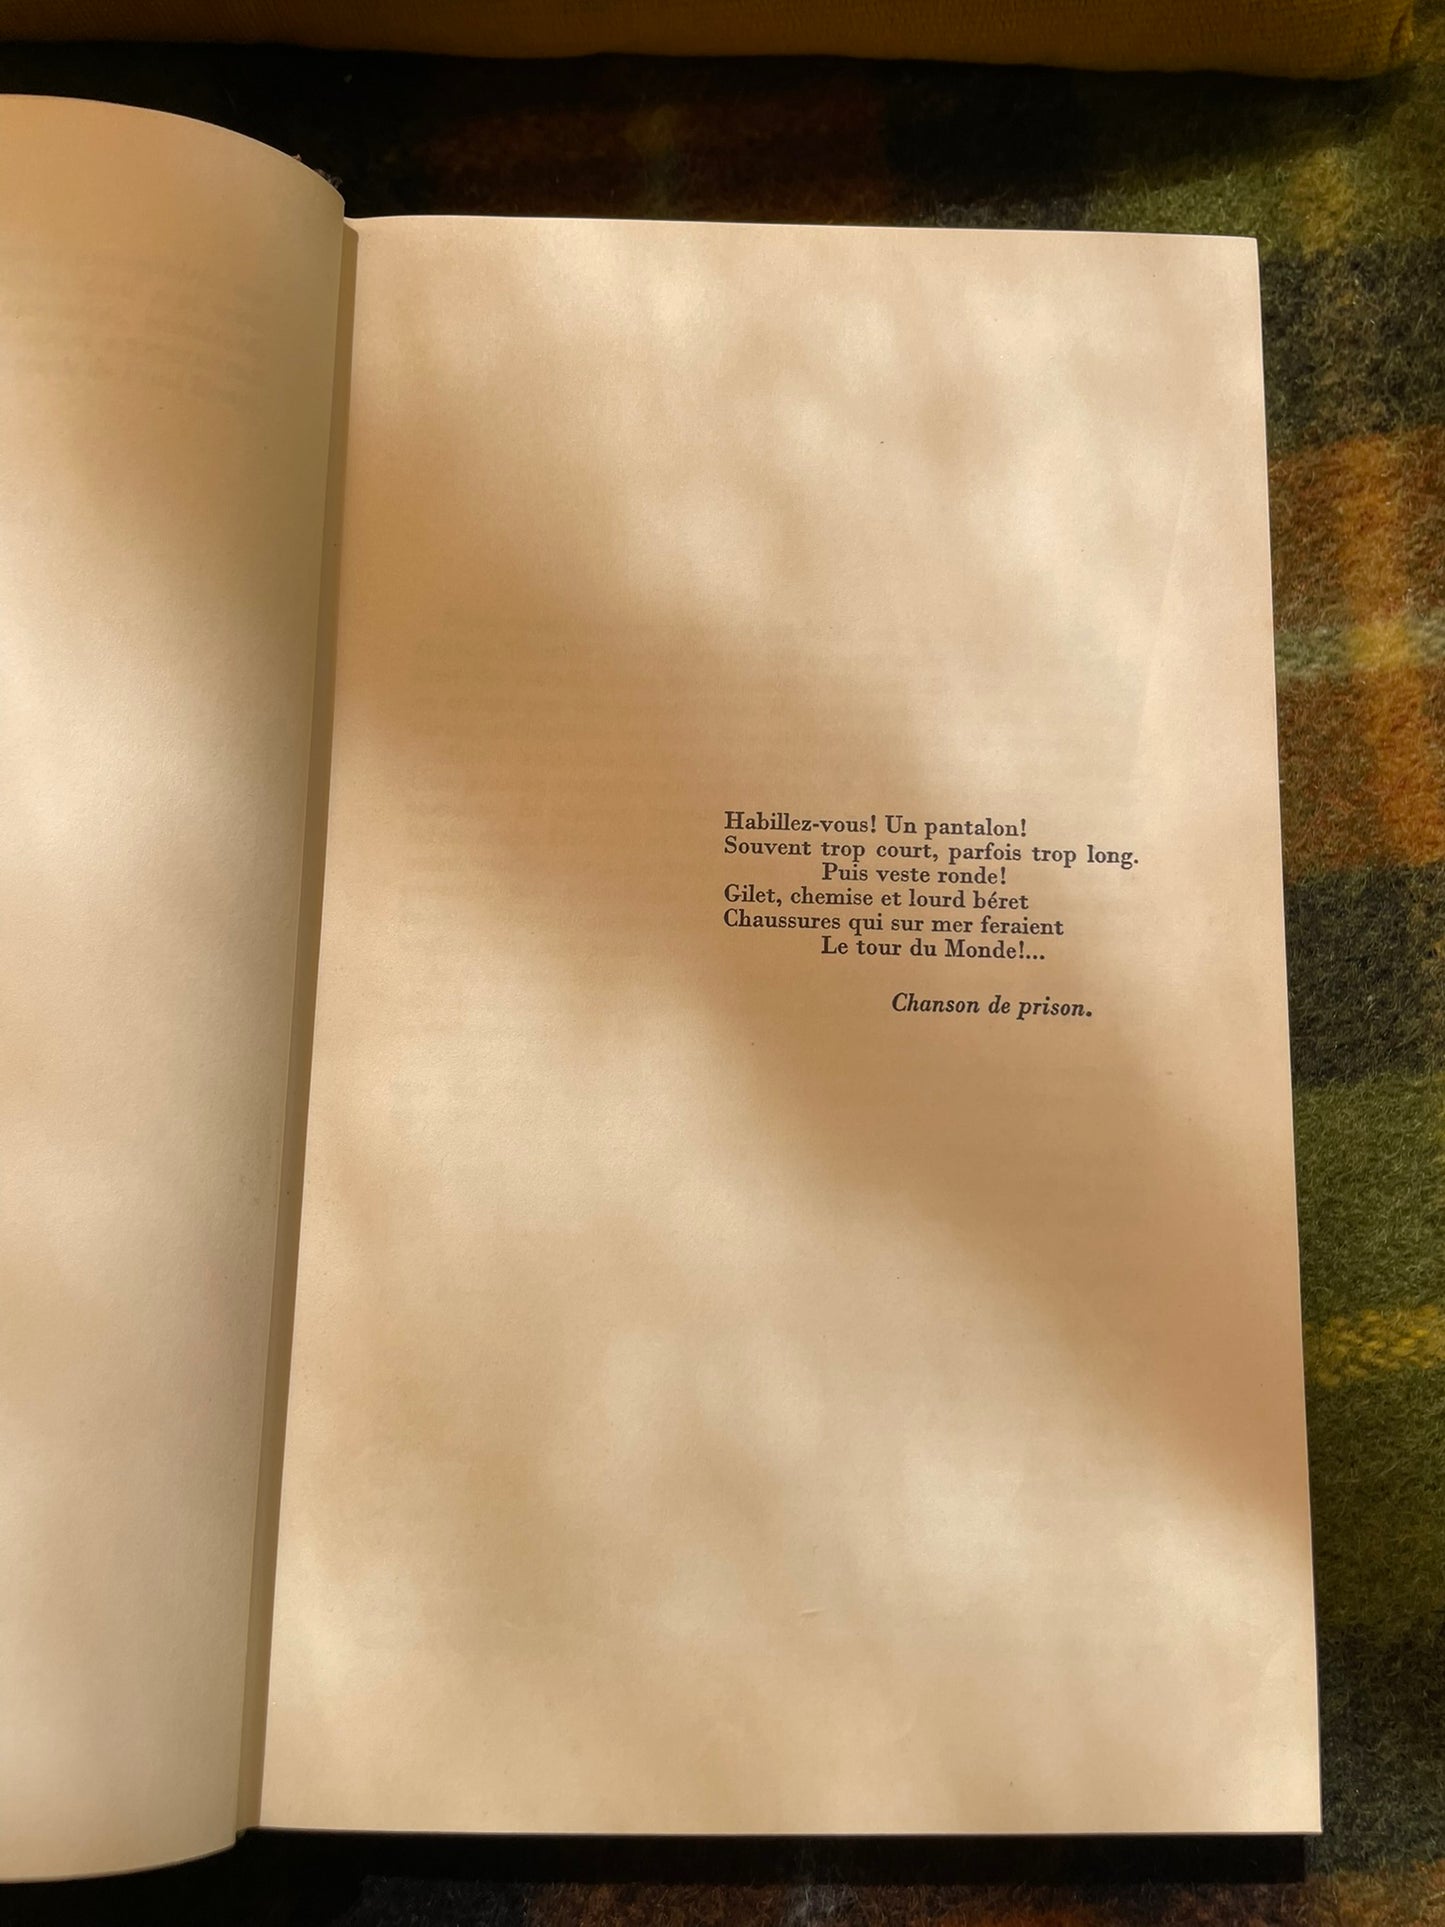 Habillez-vous! Un pantalon!
Souvent trop court, parfois trop long.
Puis veste ronde!
Gilet, chemise et lourd béret
Chaussures qui sur mer feraient
Le tour du Monde!...
Chanson de prison.